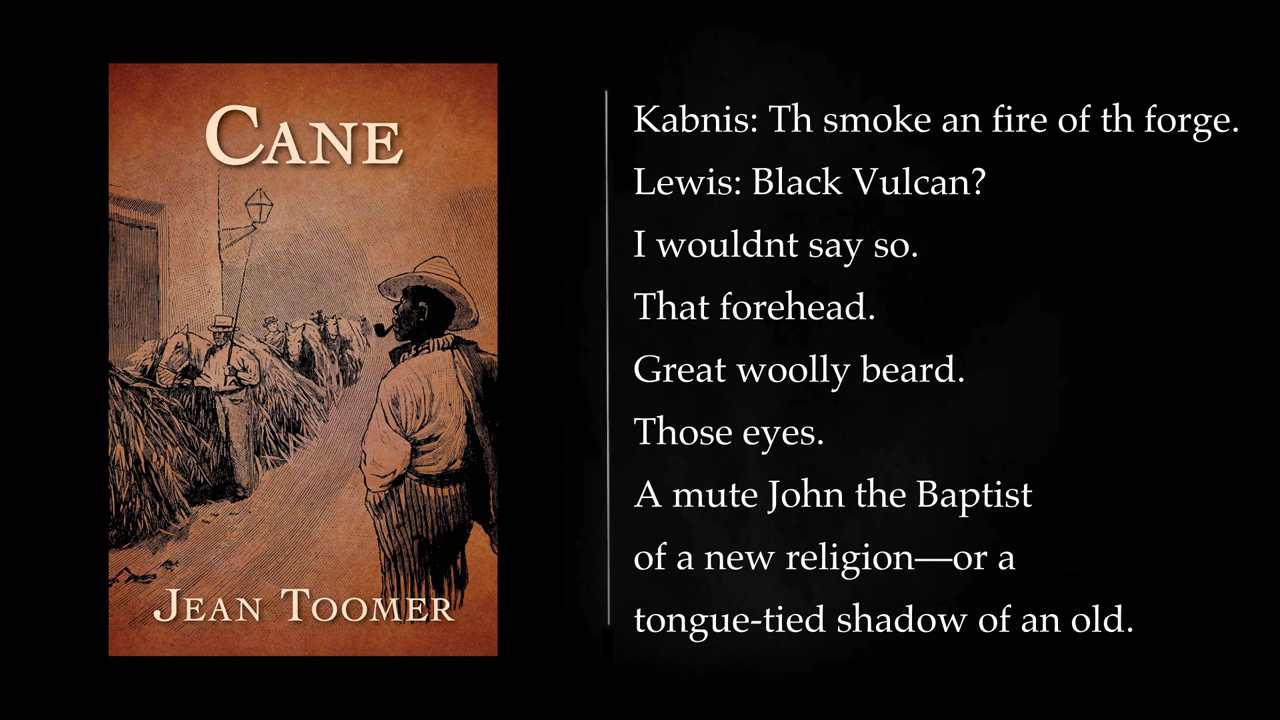 CANE
JEAN TOOMER
Kabnis: Th smoke an fire of th forge.
Lewis: Black Vulcan?
I wouldnt say so.
That forehead.
Great woolly beard.
Those eyes.
A mute John the Baptist
of a new religion—or a
tongue-tied shadow of an old.